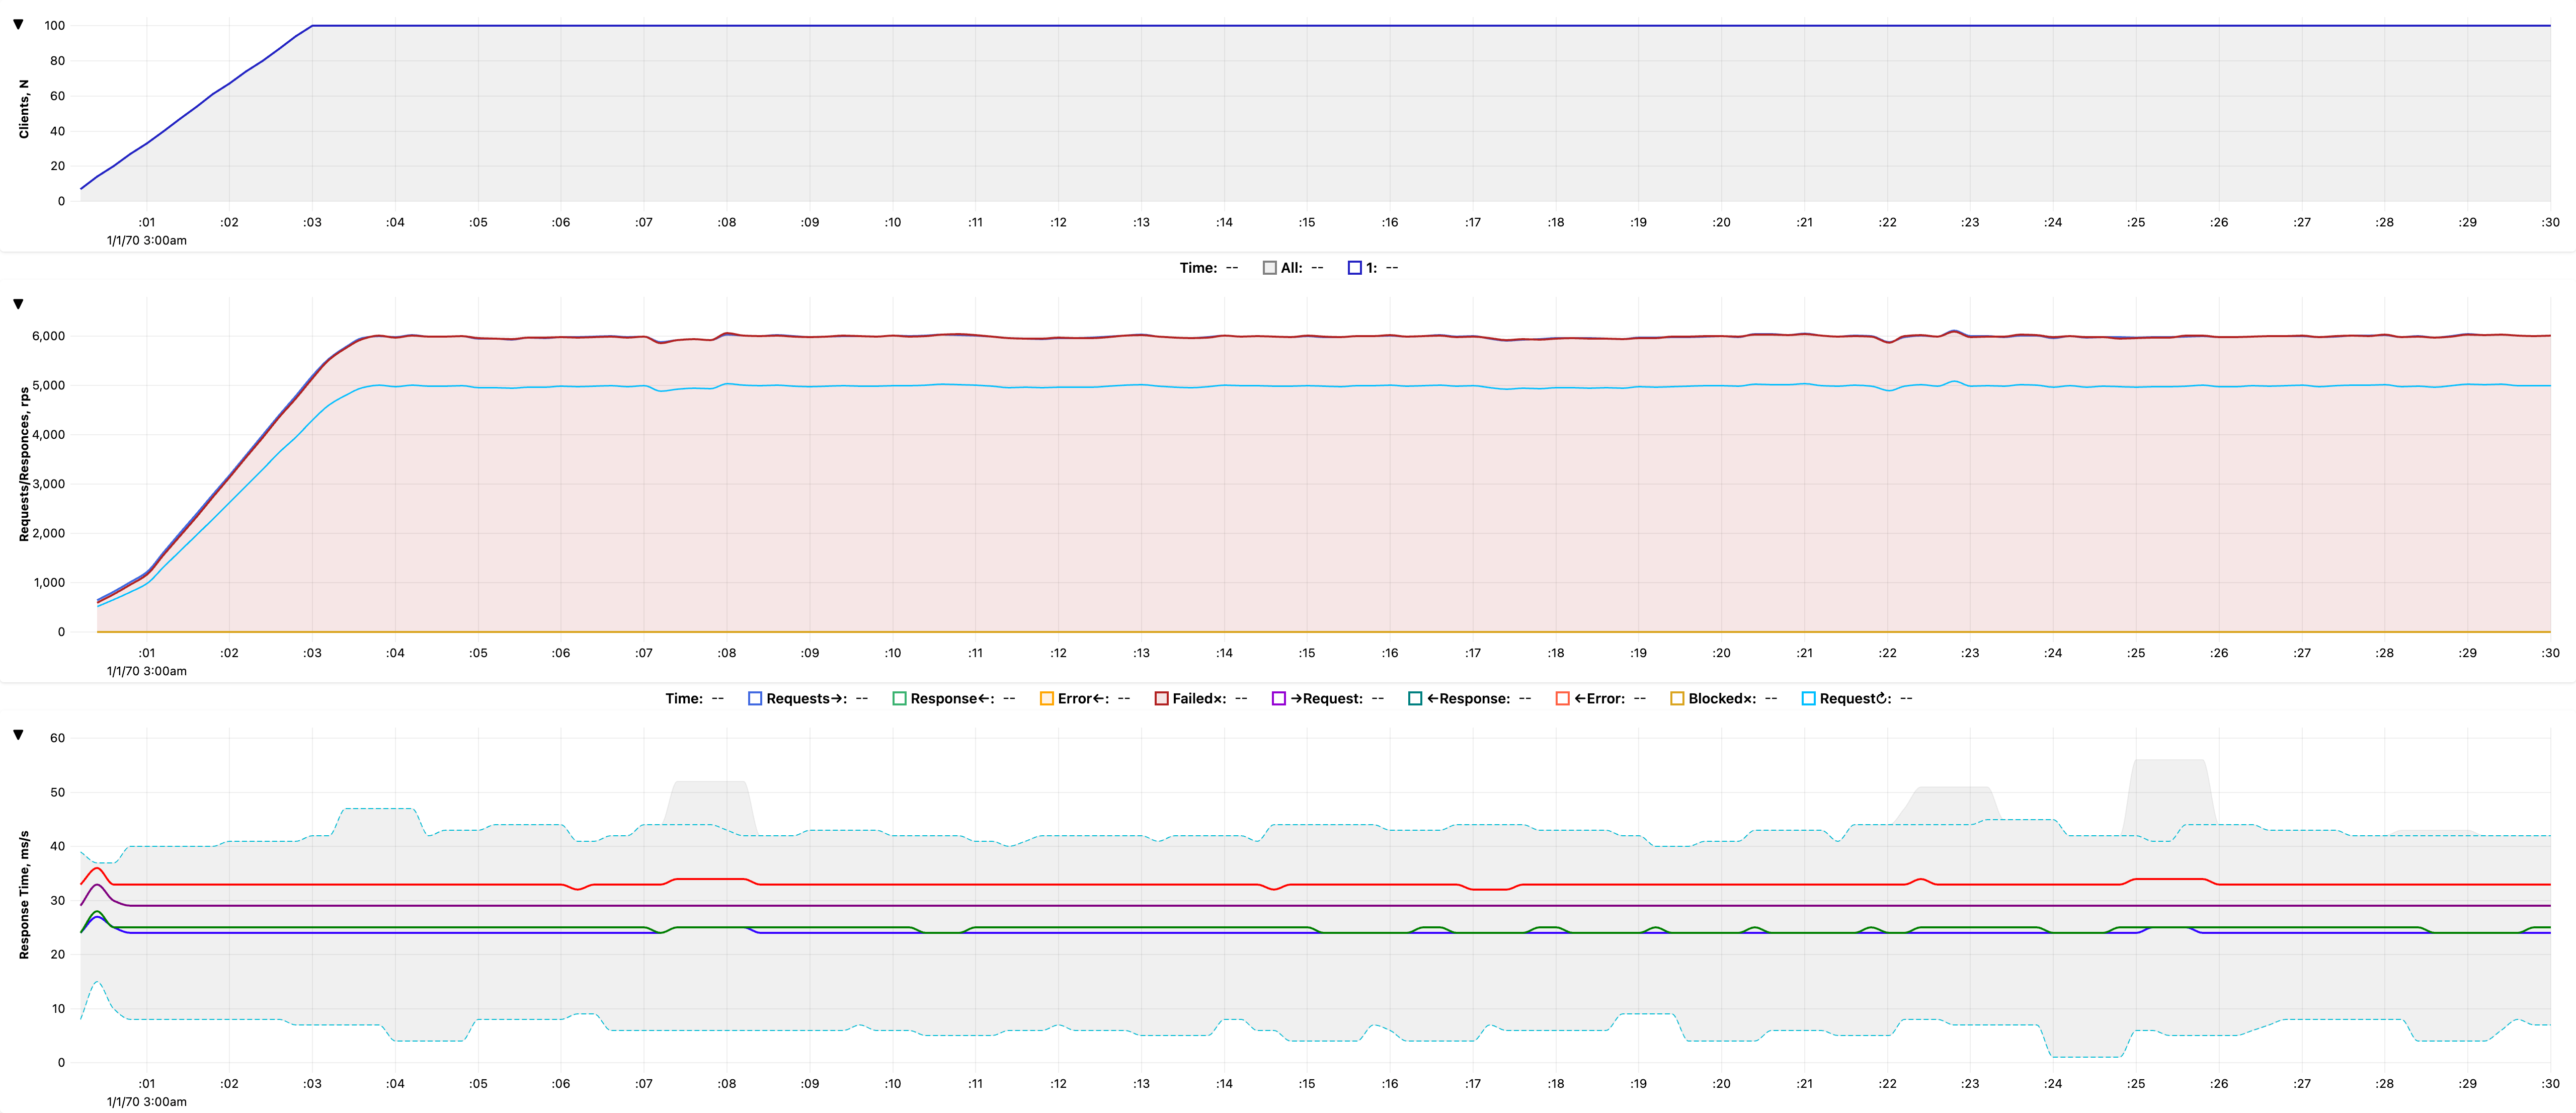 ▼
Clients, N
100
80
60
40
20
0
:01 :02 :03 :04 :05 :06 :07 :08 :09 :10 :11 :12 :13 :14 :15 :16 :17 :18 :19 :20 :21 :22 :23 :24 :25 :26 :27 :28 :29 :30
1/1/70 3:00am
Time: -- All: -- 1: --
▼
Requests/Responces, rps
6,000
5,000
4,000
3,000
2,000
1,000
0
:01 :02 :03 :04 :05 :06 :07 :08 :09 :10 :11 :12 :13 :14 :15 :16 :17 :18 :19 :20 :21 :22 :23 :24 :25 :26 :27 :28 :29 :30
1/1/70 3:00am
Time: -- Requests→: -- Response←: -- Error←: -- Failed×: -- →Request: -- ←Response: -- ←Error: -- Blocked×: -- Request↻: --
▼
Response Time, ms/s
60
50
40
30
20
10
0
:01 :02 :03 :04 :05 :06 :07 :08 :09 :10 :11 :12 :13 :14 :15 :16 :17 :18 :19 :20 :21 :22 :23 :24 :25 :26 :27 :28 :29 :30
1/1/70 3:00am